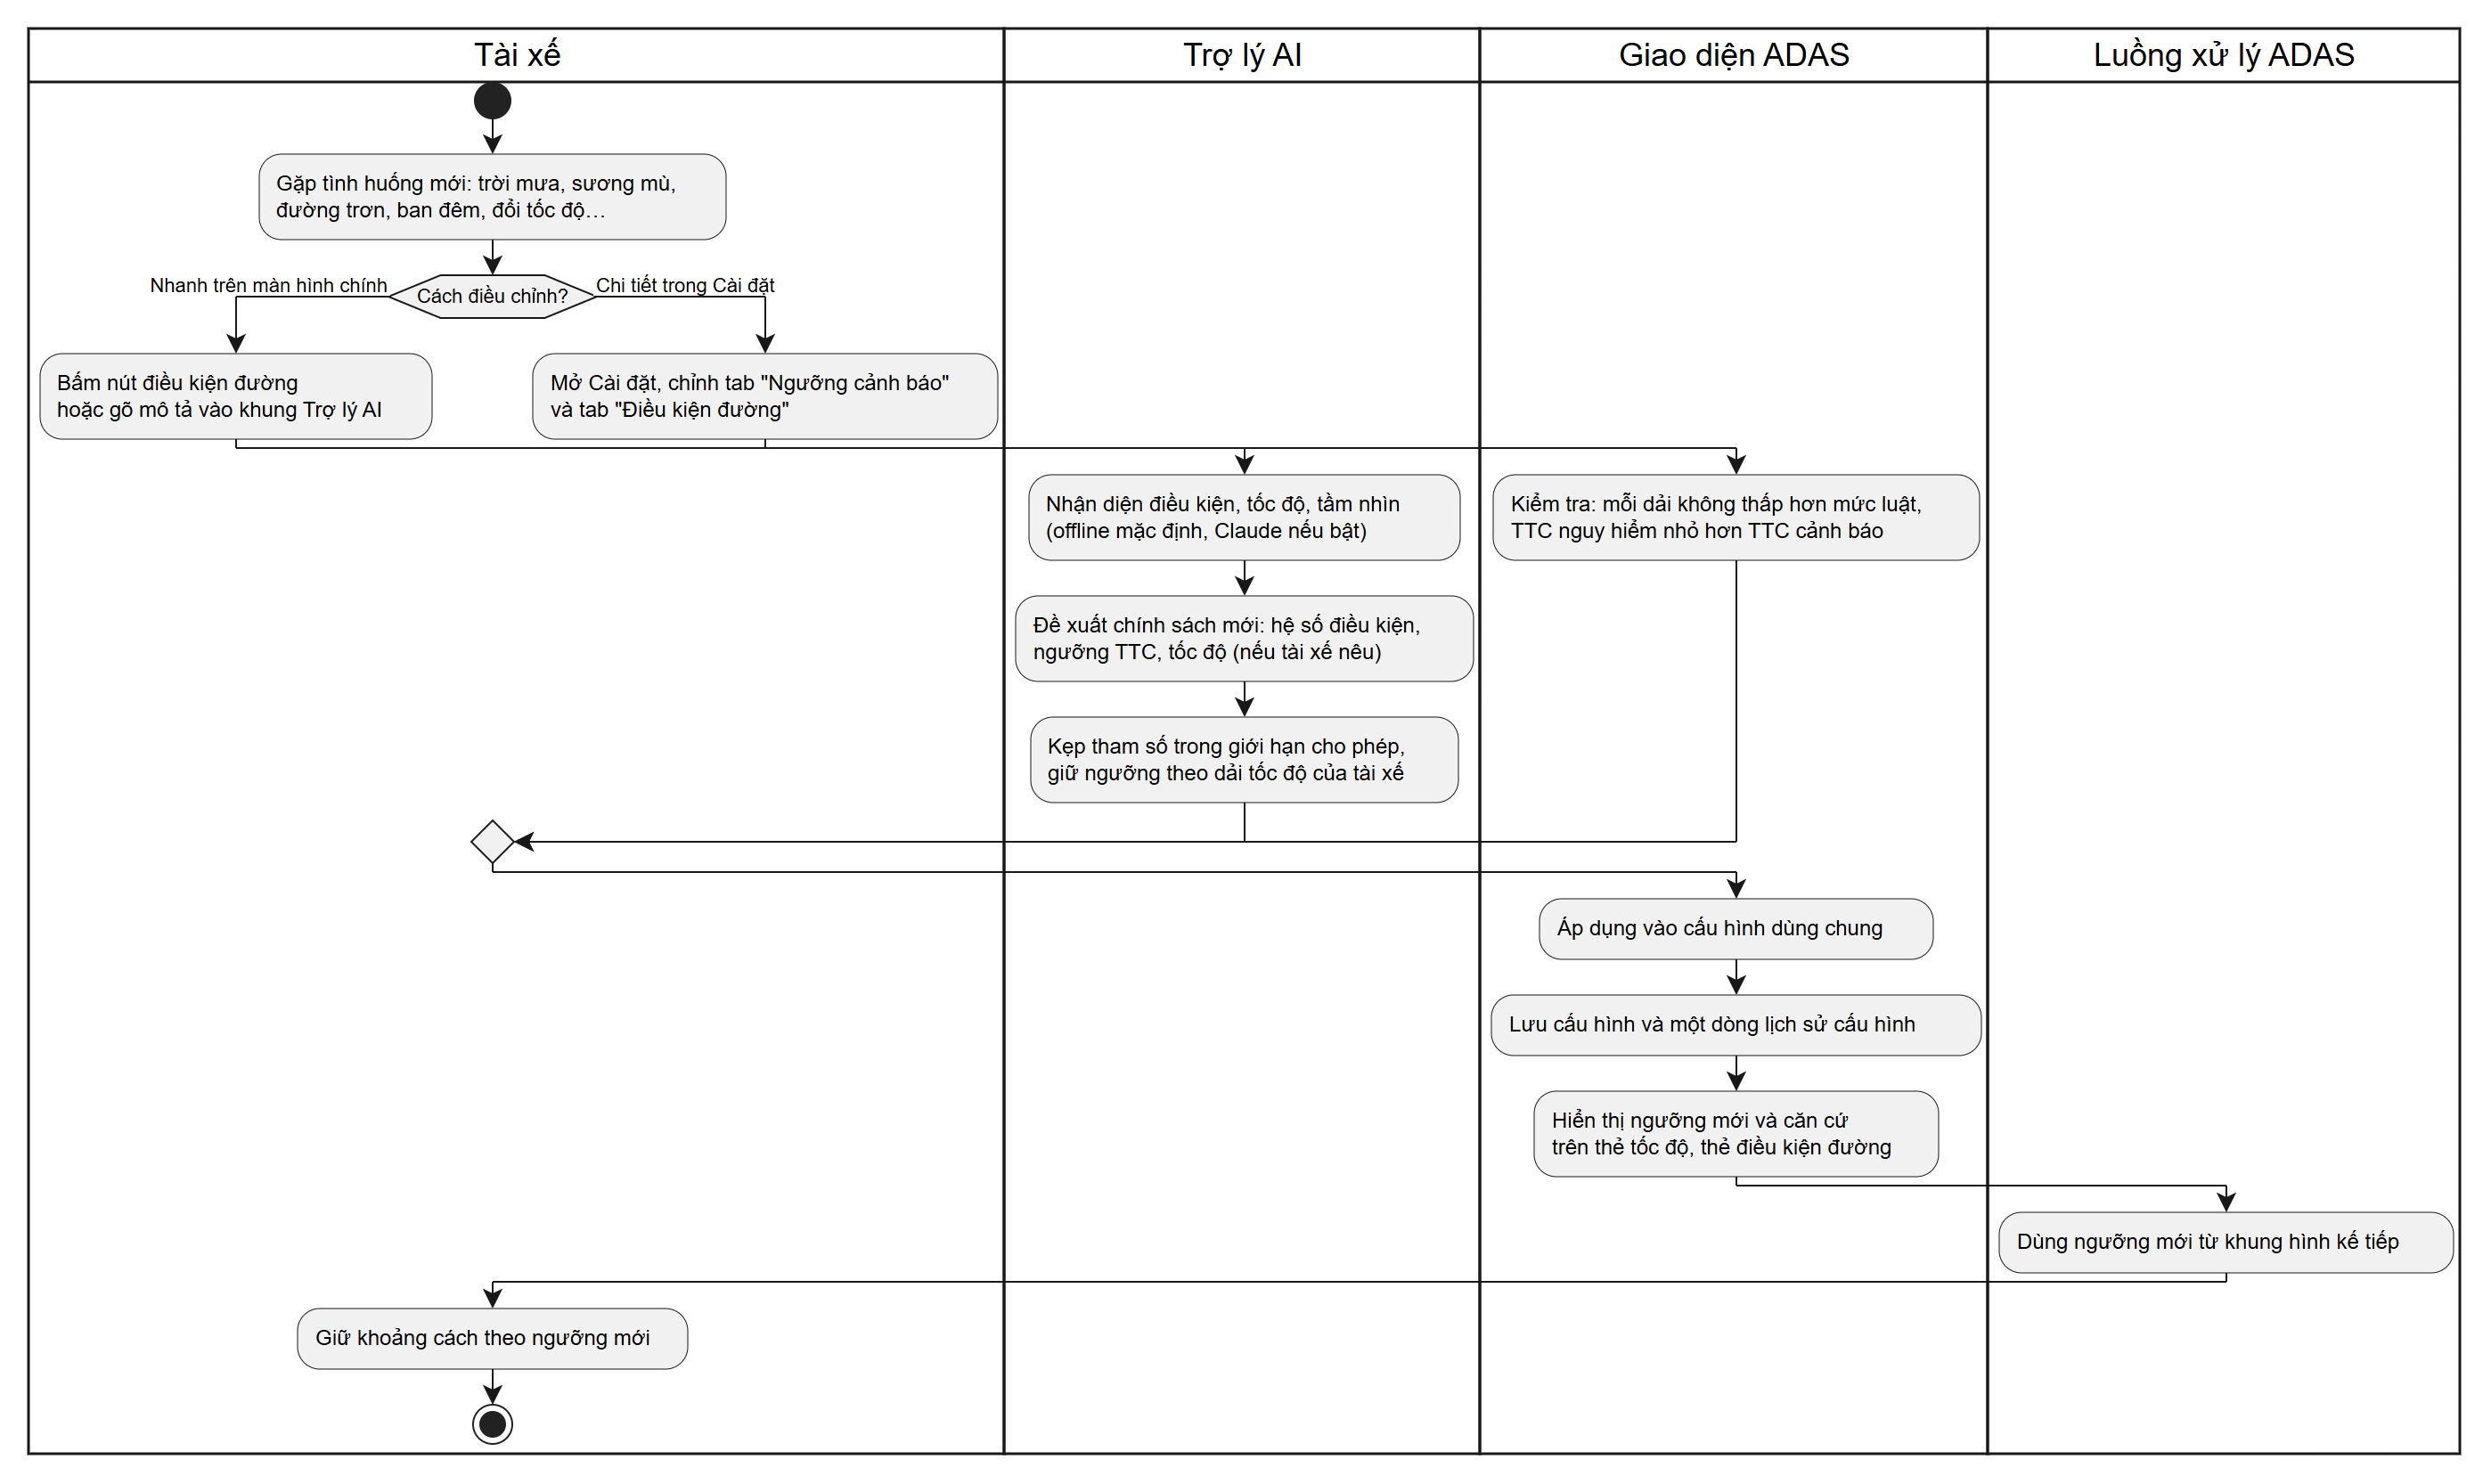 Tài xế
Trợ lý AI
Giao diện ADAS
Luồng xử lý ADAS
Gặp tình huống mới: trời mưa, sương mù,
đường trơn, ban đêm, đổi tốc độ…
Nhanh trên màn hình chính
Cách điều chỉnh?
Chi tiết trong Cài đặt
Bấm nút điều kiện đường
hoặc gõ mô tả vào khung Trợ lý AI
Mở Cài đặt, chỉnh tab "Ngưỡng cảnh báo"
và tab "Điều kiện đường"
Nhận diện điều kiện, tốc độ, tầm nhìn
(offline mặc định, Claude nếu bật)
Kiểm tra: mỗi dải không thấp hơn mức luật,
TTC nguy hiểm nhỏ hơn TTC cảnh báo
Đề xuất chính sách mới: hệ số điều kiện,
ngưỡng TTC, tốc độ (nếu tài xế nêu)
Kẹp tham số trong giới hạn cho phép,
giữ ngưỡng theo dải tốc độ của tài xế
Áp dụng vào cấu hình dùng chung
Lưu cấu hình và một dòng lịch sử cấu hình
Hiển thị ngưỡng mới và căn cứ
trên thẻ tốc độ, thẻ điều kiện đường
Dùng ngưỡng mới từ khung hình kế tiếp
Giữ khoảng cách theo ngưỡng mới